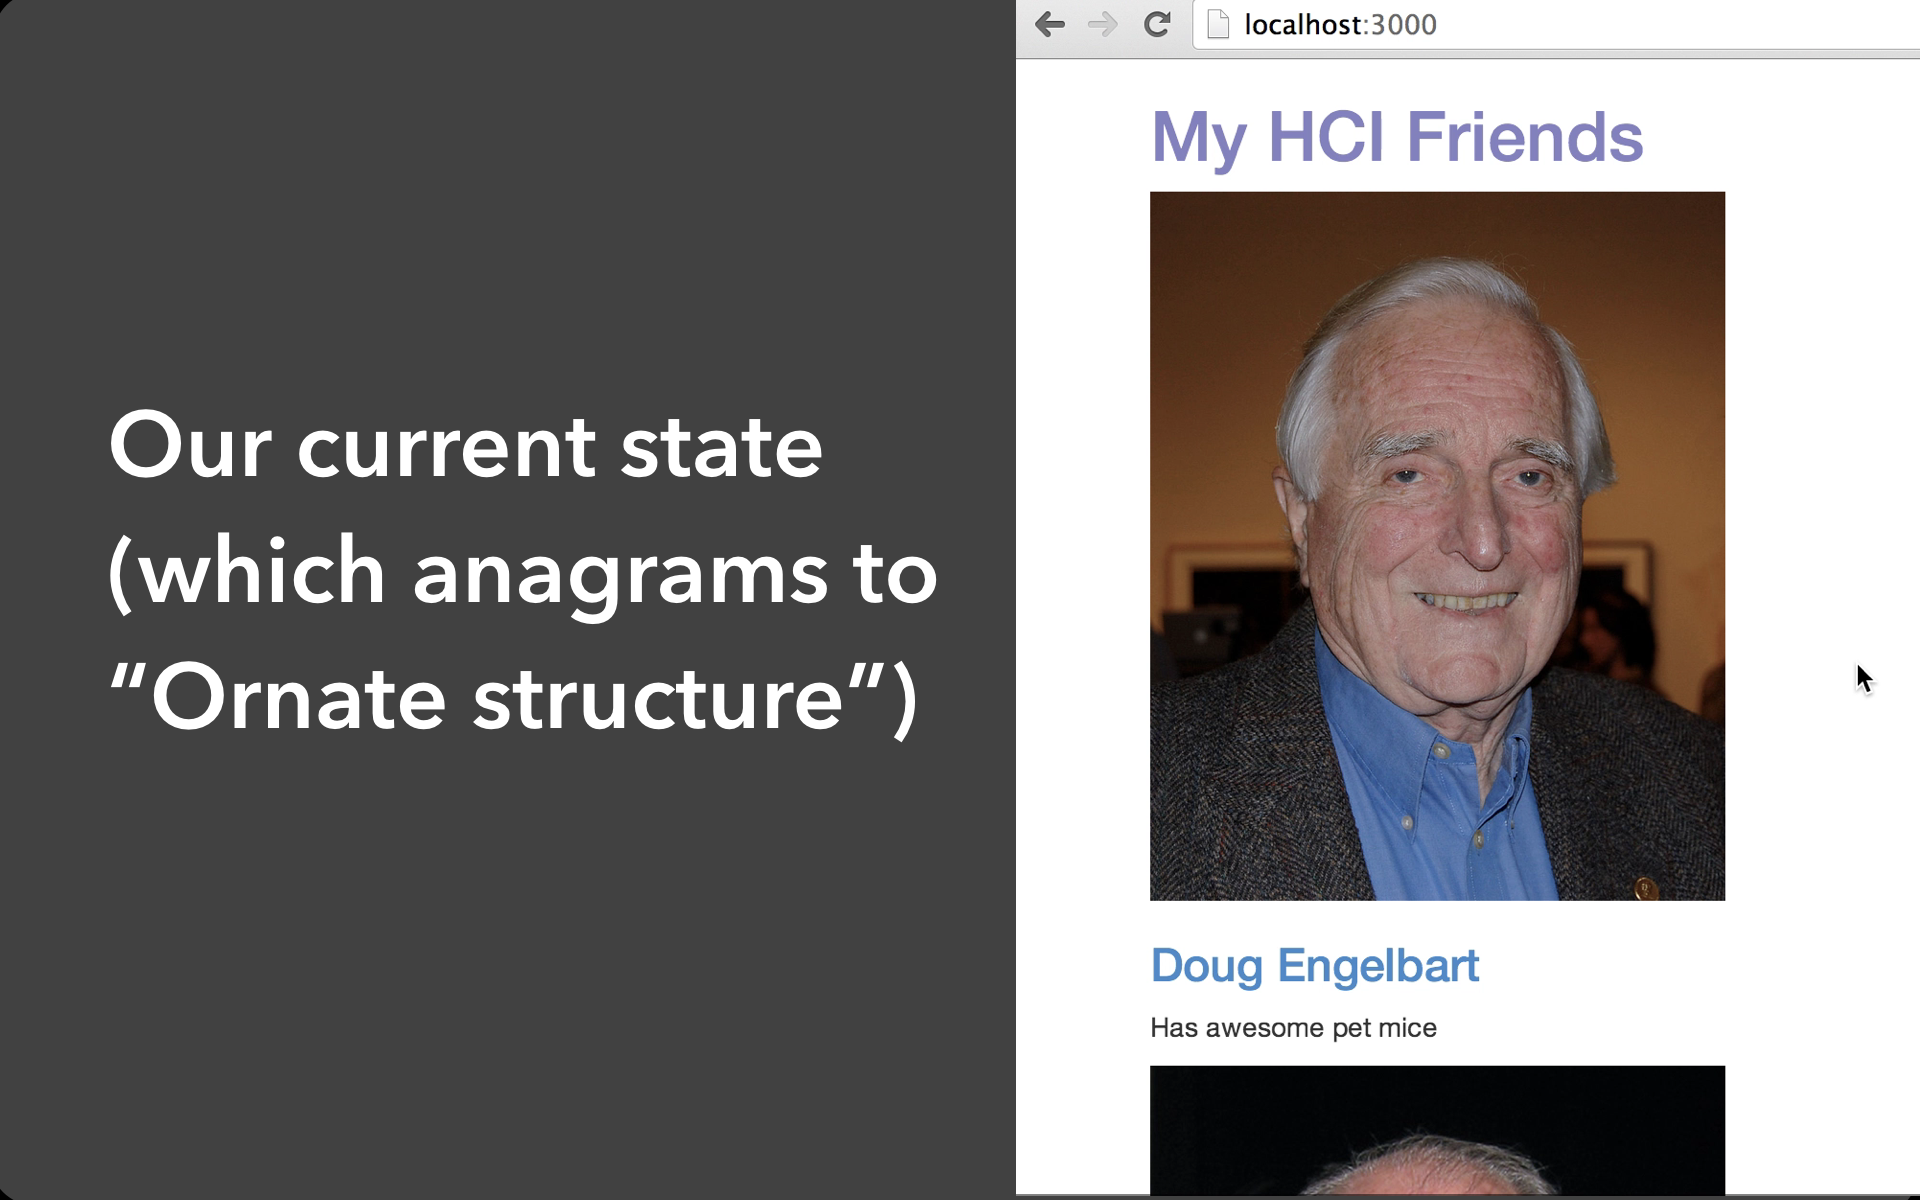 Our current state
(which anagrams to
“Ornate structure”)
localhost:3000
My HCI Friends
Doug Engelbart
Has awesome pet mice